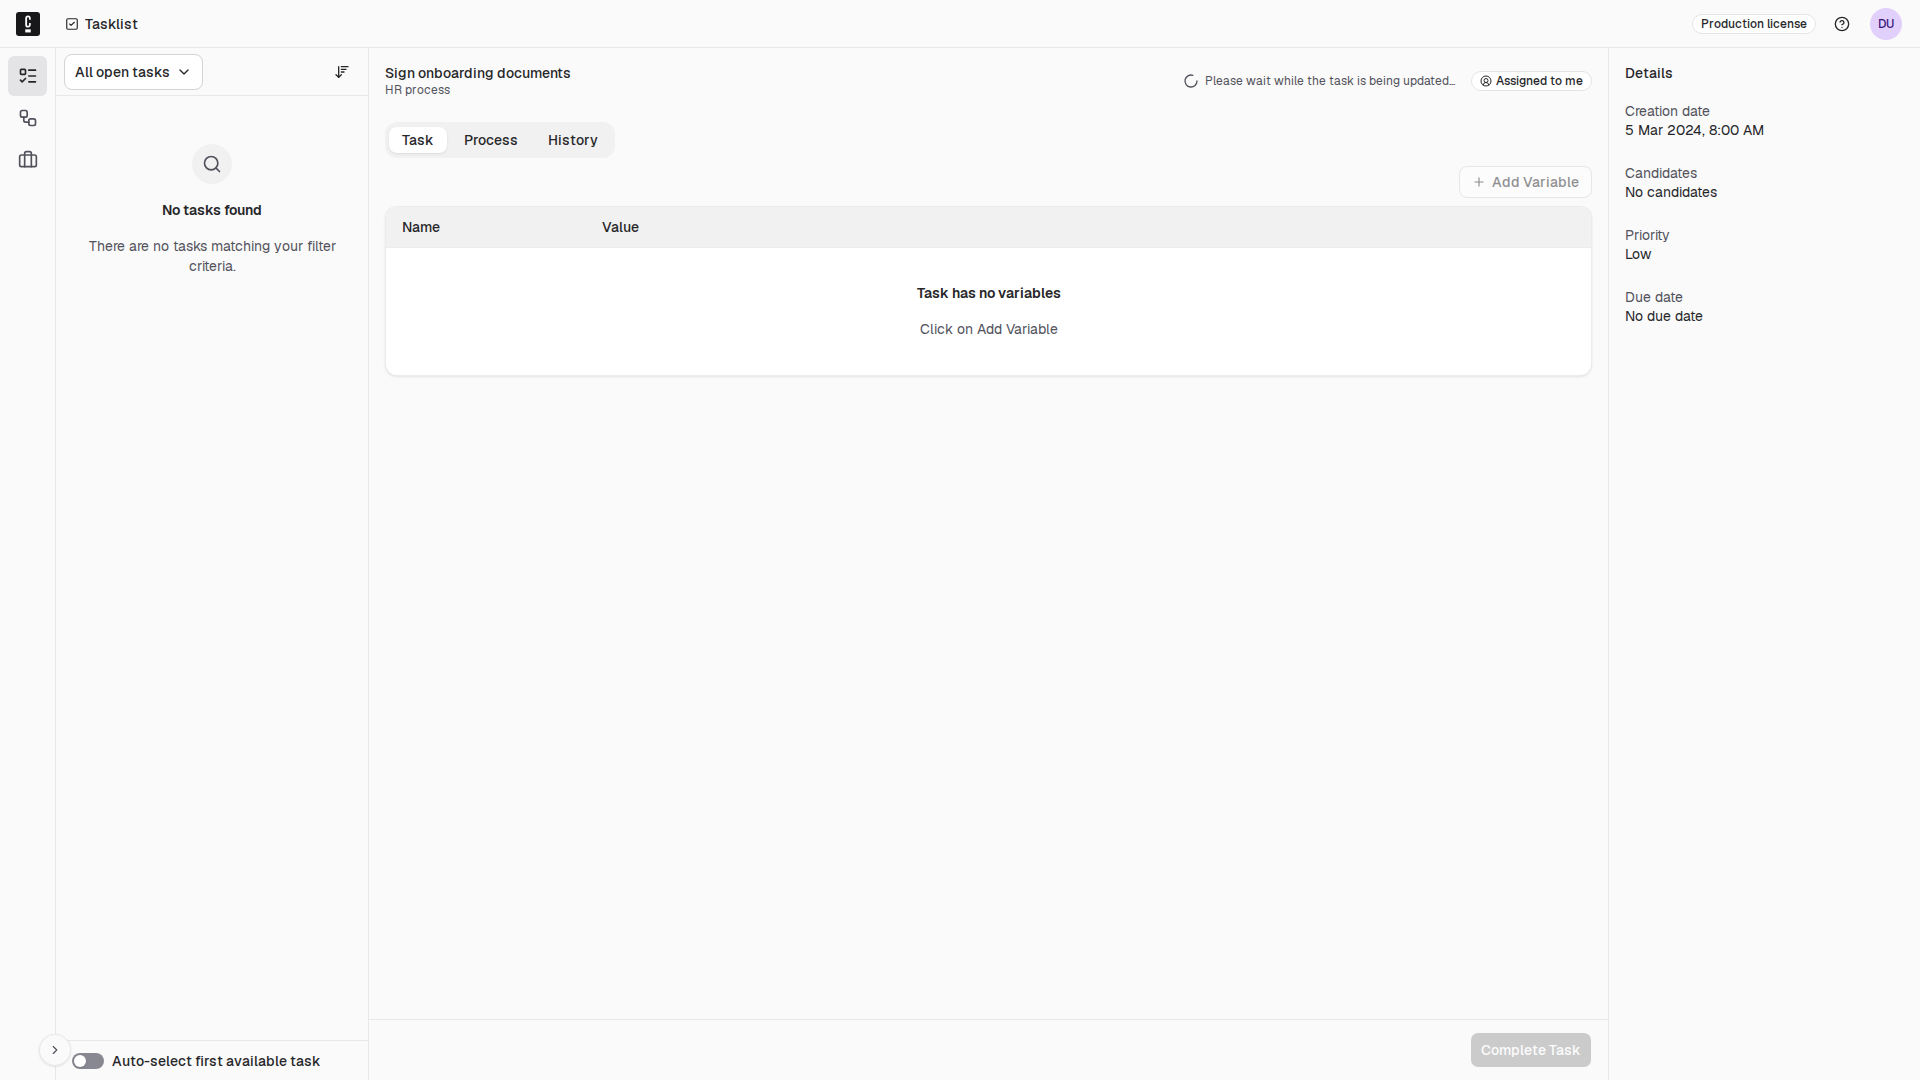 Tasklist
Production license
DU
All open tasks
No tasks found
There are no tasks matching your filter
criteria.
Auto-select first available task
Sign onboarding documents
HR process
Please wait while the task is being updated...
Assigned to me
Task Process History
Add Variable
Name Value
Task has no variables
Click on Add Variable
Complete Task
Details
Creation date
5 Mar 2024, 8:00 AM
Candidates
No candidates
Priority
Low
Due date
No due date